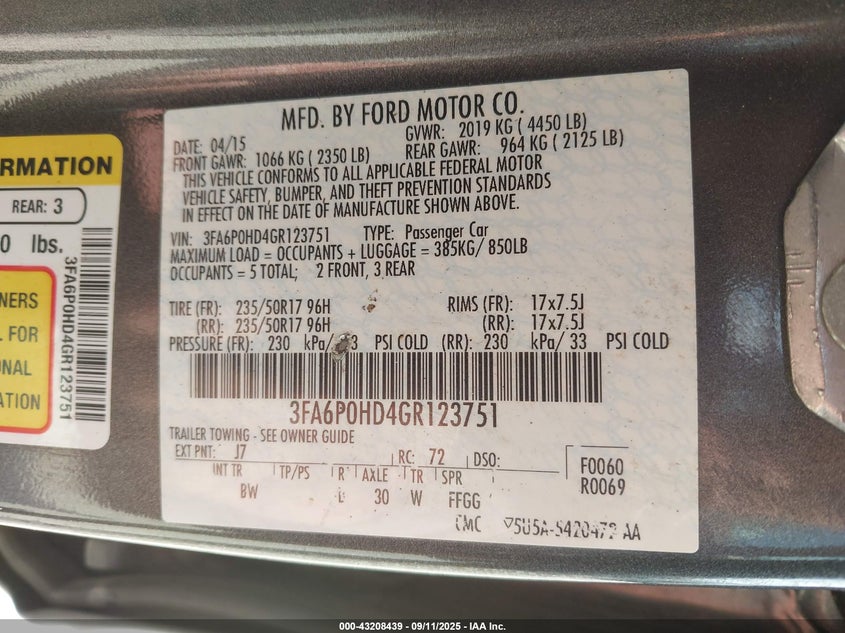 RMATION
REAR: 3
0 lbs.
NERS
L FOR
ONAL
ATION
3FA6P0HD4GR123751
MFD. BY FORD MOTOR CO.
DATE: 04/15 GVWR: 2019 KG ( 4450 LB)
FRONT GAWR: 1066 KG ( 2350 LB) REAR GAWR: 964 KG ( 2125 LB)
THIS VEHICLE CONFORMS TO ALL APPLICABLE FEDERAL MOTOR
VEHICLE SAFETY, BUMPER, AND THEFT PREVENTION STANDARDS
IN EFFECT ON THE DATE OF MANUFACTURE SHOWN ABOVE.
VIN: 3FA6P0HD4GR123751 TYPE: Passenger Car
MAXIMUM LOAD = OCCUPANTS + LUGGAGE = 385KG/ 850LB
OCCUPANTS = 5 TOTAL; 2 FRONT, 3 REAR
TIRE (FR): 235/50R17 96H RIMS (FR): 17x7.5J
(RR): 235/50R17 96H (RR): 17x7.5J
PRESSURE (FR): 230 kPa/ 3 PSI COLD (RR): 230 kPa/ 33 PSI COLD
3FA6P0HD4GR123751
TRAILER TOWING - SEE OWNER GUIDE
EXT PNT: J7 RC: 72 DSO: F0060
INT TR TP/PS R AXLE TR SPR R0069
BW 30 W FFGG
5U5A-5420472-AA
000-43208439 - 09/11/2025 - IAA Inc.